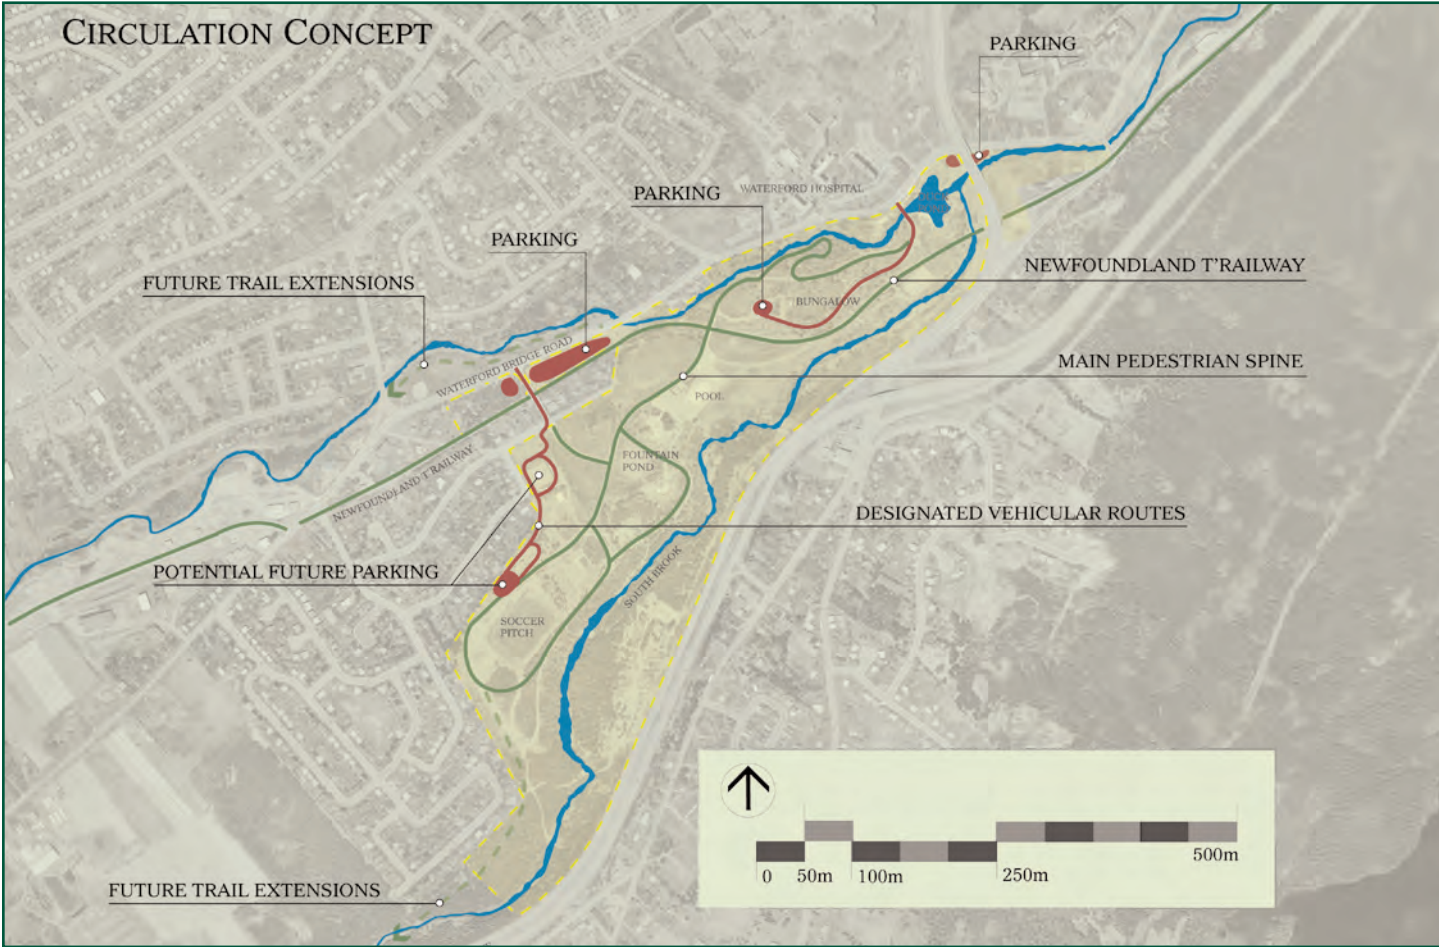 CIRCULATION CONCEPT
PARKING
WATERFORD HOSPITAL
PARKING
DUCK
POND
PARKING
NEWFOUNDLAND T'RAILWAY
FUTURE TRAIL EXTENSIONS
BUNGALOW
WATERFORD BRIDGE ROAD
MAIN PEDESTRIAN SPINE
POOL
FOUNTAIN
POND
NEWFOUNDLAND T'RAILWAY
DESIGNATED VEHICULAR ROUTES
POTENTIAL FUTURE PARKING
SOUTH BROOK
SOCCER
PITCH
0 50m 100m 250m 500m
FUTURE TRAIL EXTENSIONS